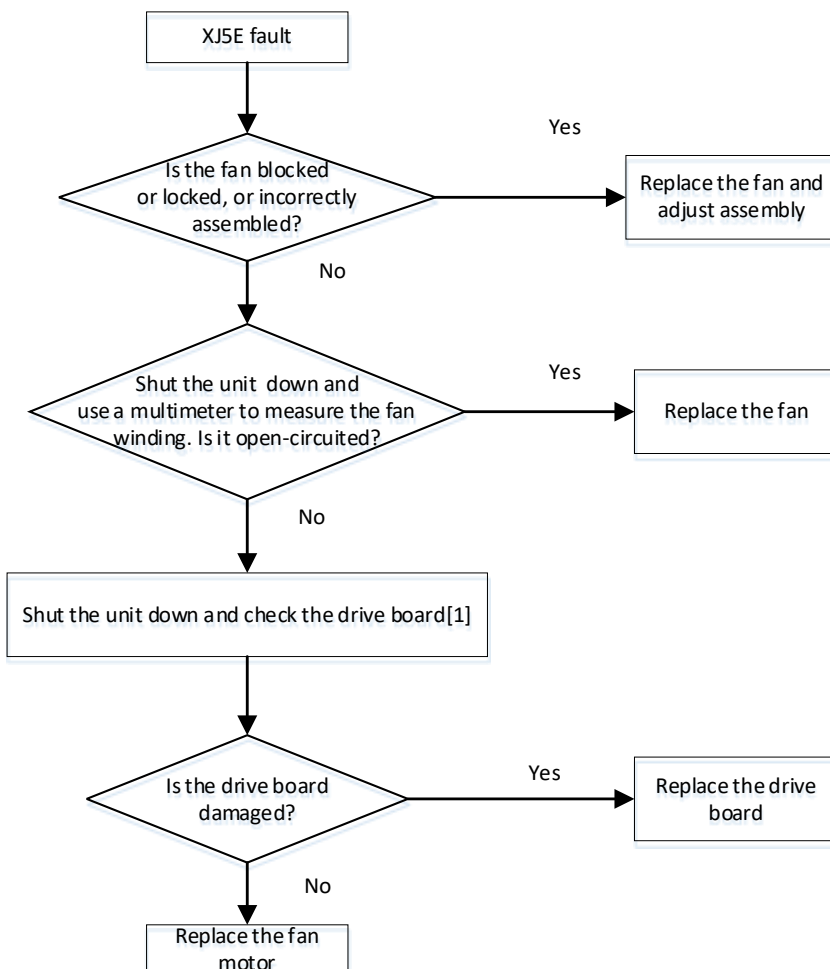 XJ5E fault
Yes
Is the fan blocked
or locked, or incorrectly
assembled?
Replace the fan and
adjust assembly
No
Yes
Shut the unit down and
use a multimeter to measure the fan
winding. Is it open-circuited?
Replace the fan
No
Shut the unit down and check the drive board[1]
Yes
Is the drive board
damaged?
Replace the drive
board
No
Replace the fan
motor